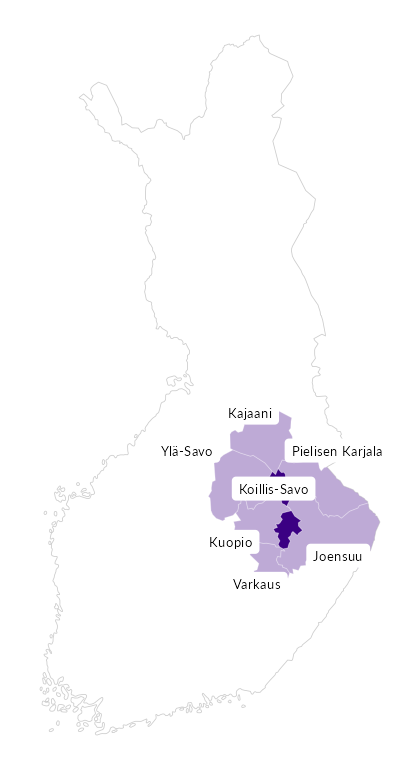 Kajaani
Ylä-Savo
Pielisen Karjala
Koillis-Savo
Kuopio
Joensuu
Varkaus